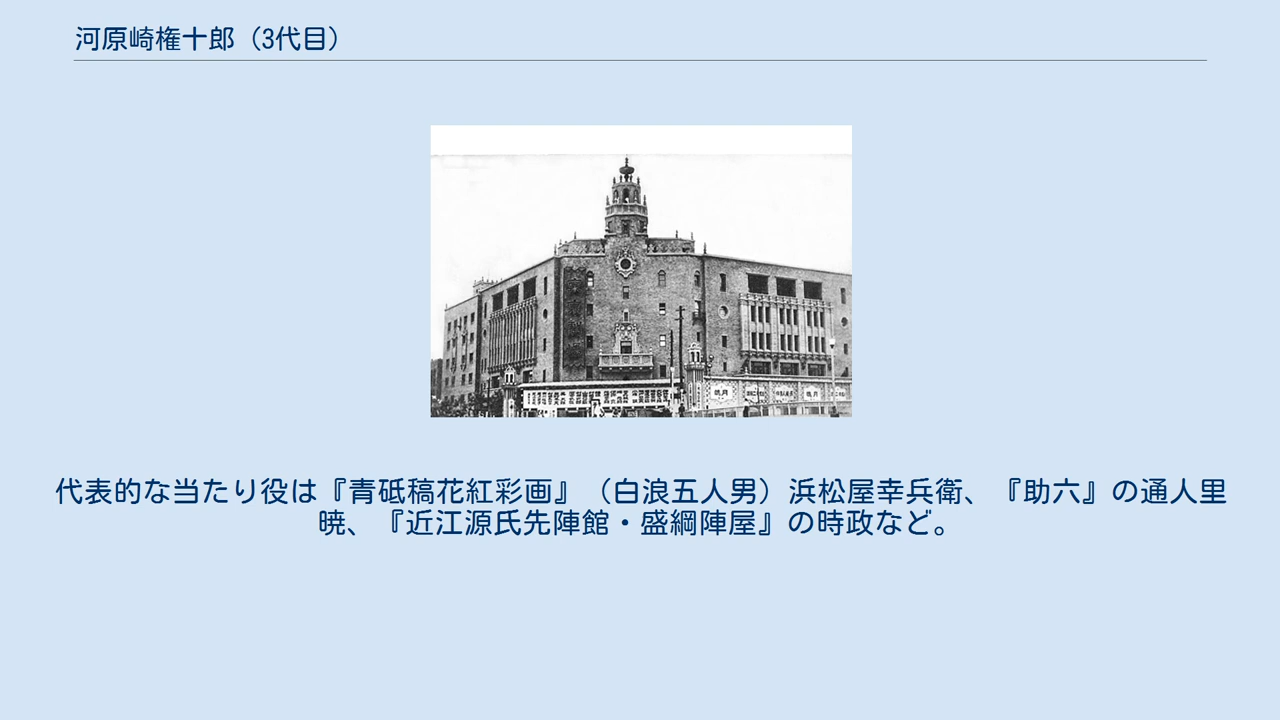 河原崎権十郎（3代目）
代表的な当たり役は『青砥稿花紅彩画』（白浪五人男）浜松屋幸兵衛、『助六』の通人里
暁、『近江源氏先陣館・盛綱陣屋』の時政など。